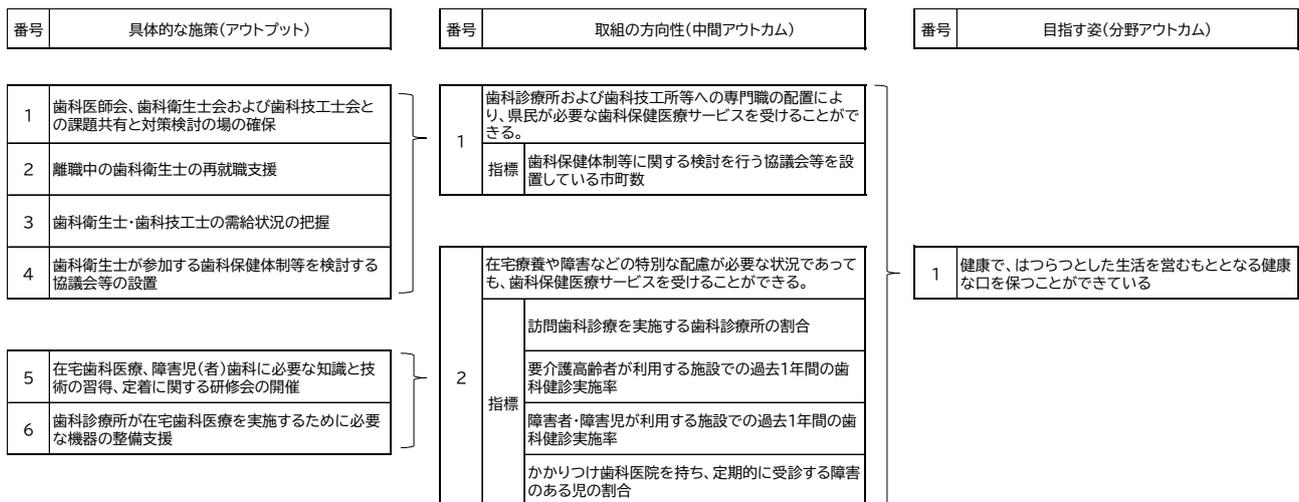 番号 具体的な施策(アウトプット)
1 歯科医師会、歯科衛生士会および歯科技工士会と
の課題共有と対策検討の場の確保
2 離職中の歯科衛生士の再就職支援
3 歯科衛生士・歯科技工士の需給状況の把握
4 歯科衛生士が参加する歯科保健体制等を検討する
協議会等の設置
5 在宅歯科医療、障害児(者)歯科に必要な知識と技
術の習得、定着に関する研修会の開催
6 歯科診療所が在宅歯科医療を実施するために必要
な機器の整備支援
番号 取組の方向性(中間アウトカム)
1 歯科診療所および歯科技工所等への専門職の配置によ
り、県民が必要な歯科保健医療サービスを受けることがで
きる。
指標 歯科保健体制等に関する検討を行う協議会等を設
置している市町数
2 在宅療養や障害などの特別な配慮が必要な状況であって
も、歯科保健医療サービスを受けることができる。
指標 訪問歯科診療を実施する歯科診療所の割合
要介護高齢者が利用する施設での過去1年間の歯
科健診実施率
障害者・障害児が利用する施設での過去1年間の歯
科健診実施率
かかりつけ歯科医院を持ち、定期的に受診する障害
のある児の割合
番号 目指す姿(分野アウトカム)
1 健康で、はつらつとした生活を営むもととなる健康
な口を保つことができている